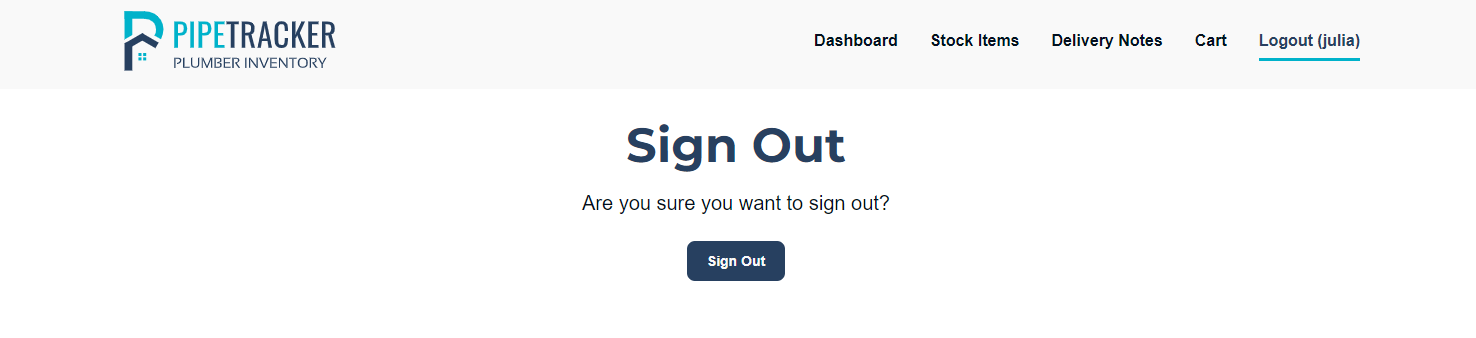 PIPETRACKER
PLUMBER INVENTORY
Dashboard Stock Items Delivery Notes Cart Logout (julia)
Sign Out
Are you sure you want to sign out?
Sign Out